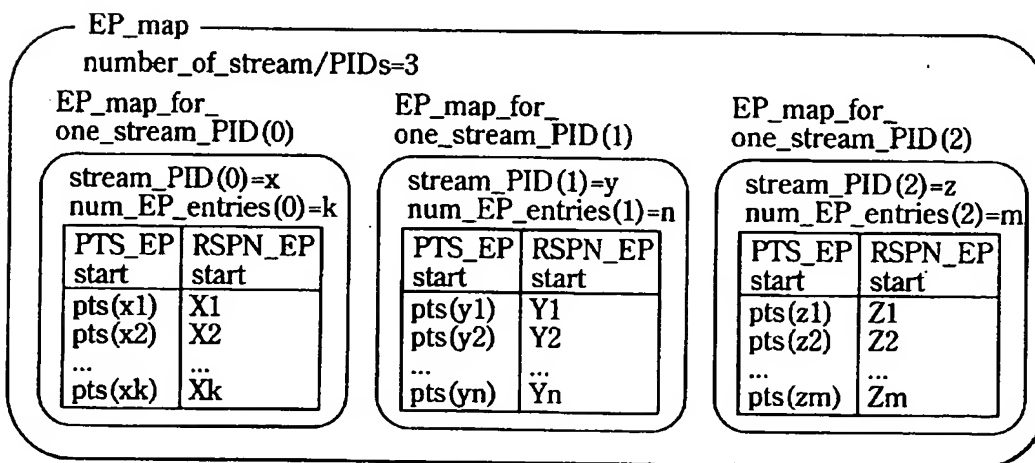 EP_map
number_of_stream/PIDs=3
EP_map_for_
one_stream_PID(0)
stream_PID(0)=x
num_EP_entries(0)=k
PTS_EP RSPN_EP
start start
pts(x1) X1
pts(x2) X2
... ...
pts(xk) Xk
EP_map_for_
one_stream_PID(1)
stream_PID(1)=y
num_EP_entries(1)=n
PTS_EP RSPN_EP
start start
pts(y1) Y1
pts(y2) Y2
... ...
pts(yn) Yn
EP_map_for_
one_stream_PID(2)
stream_PID(2)=z
num_EP_entries(2)=m
PTS_EP RSPN_EP
start start
pts(z1) Z1
pts(z2) Z2
... ...
pts(zm) Zm